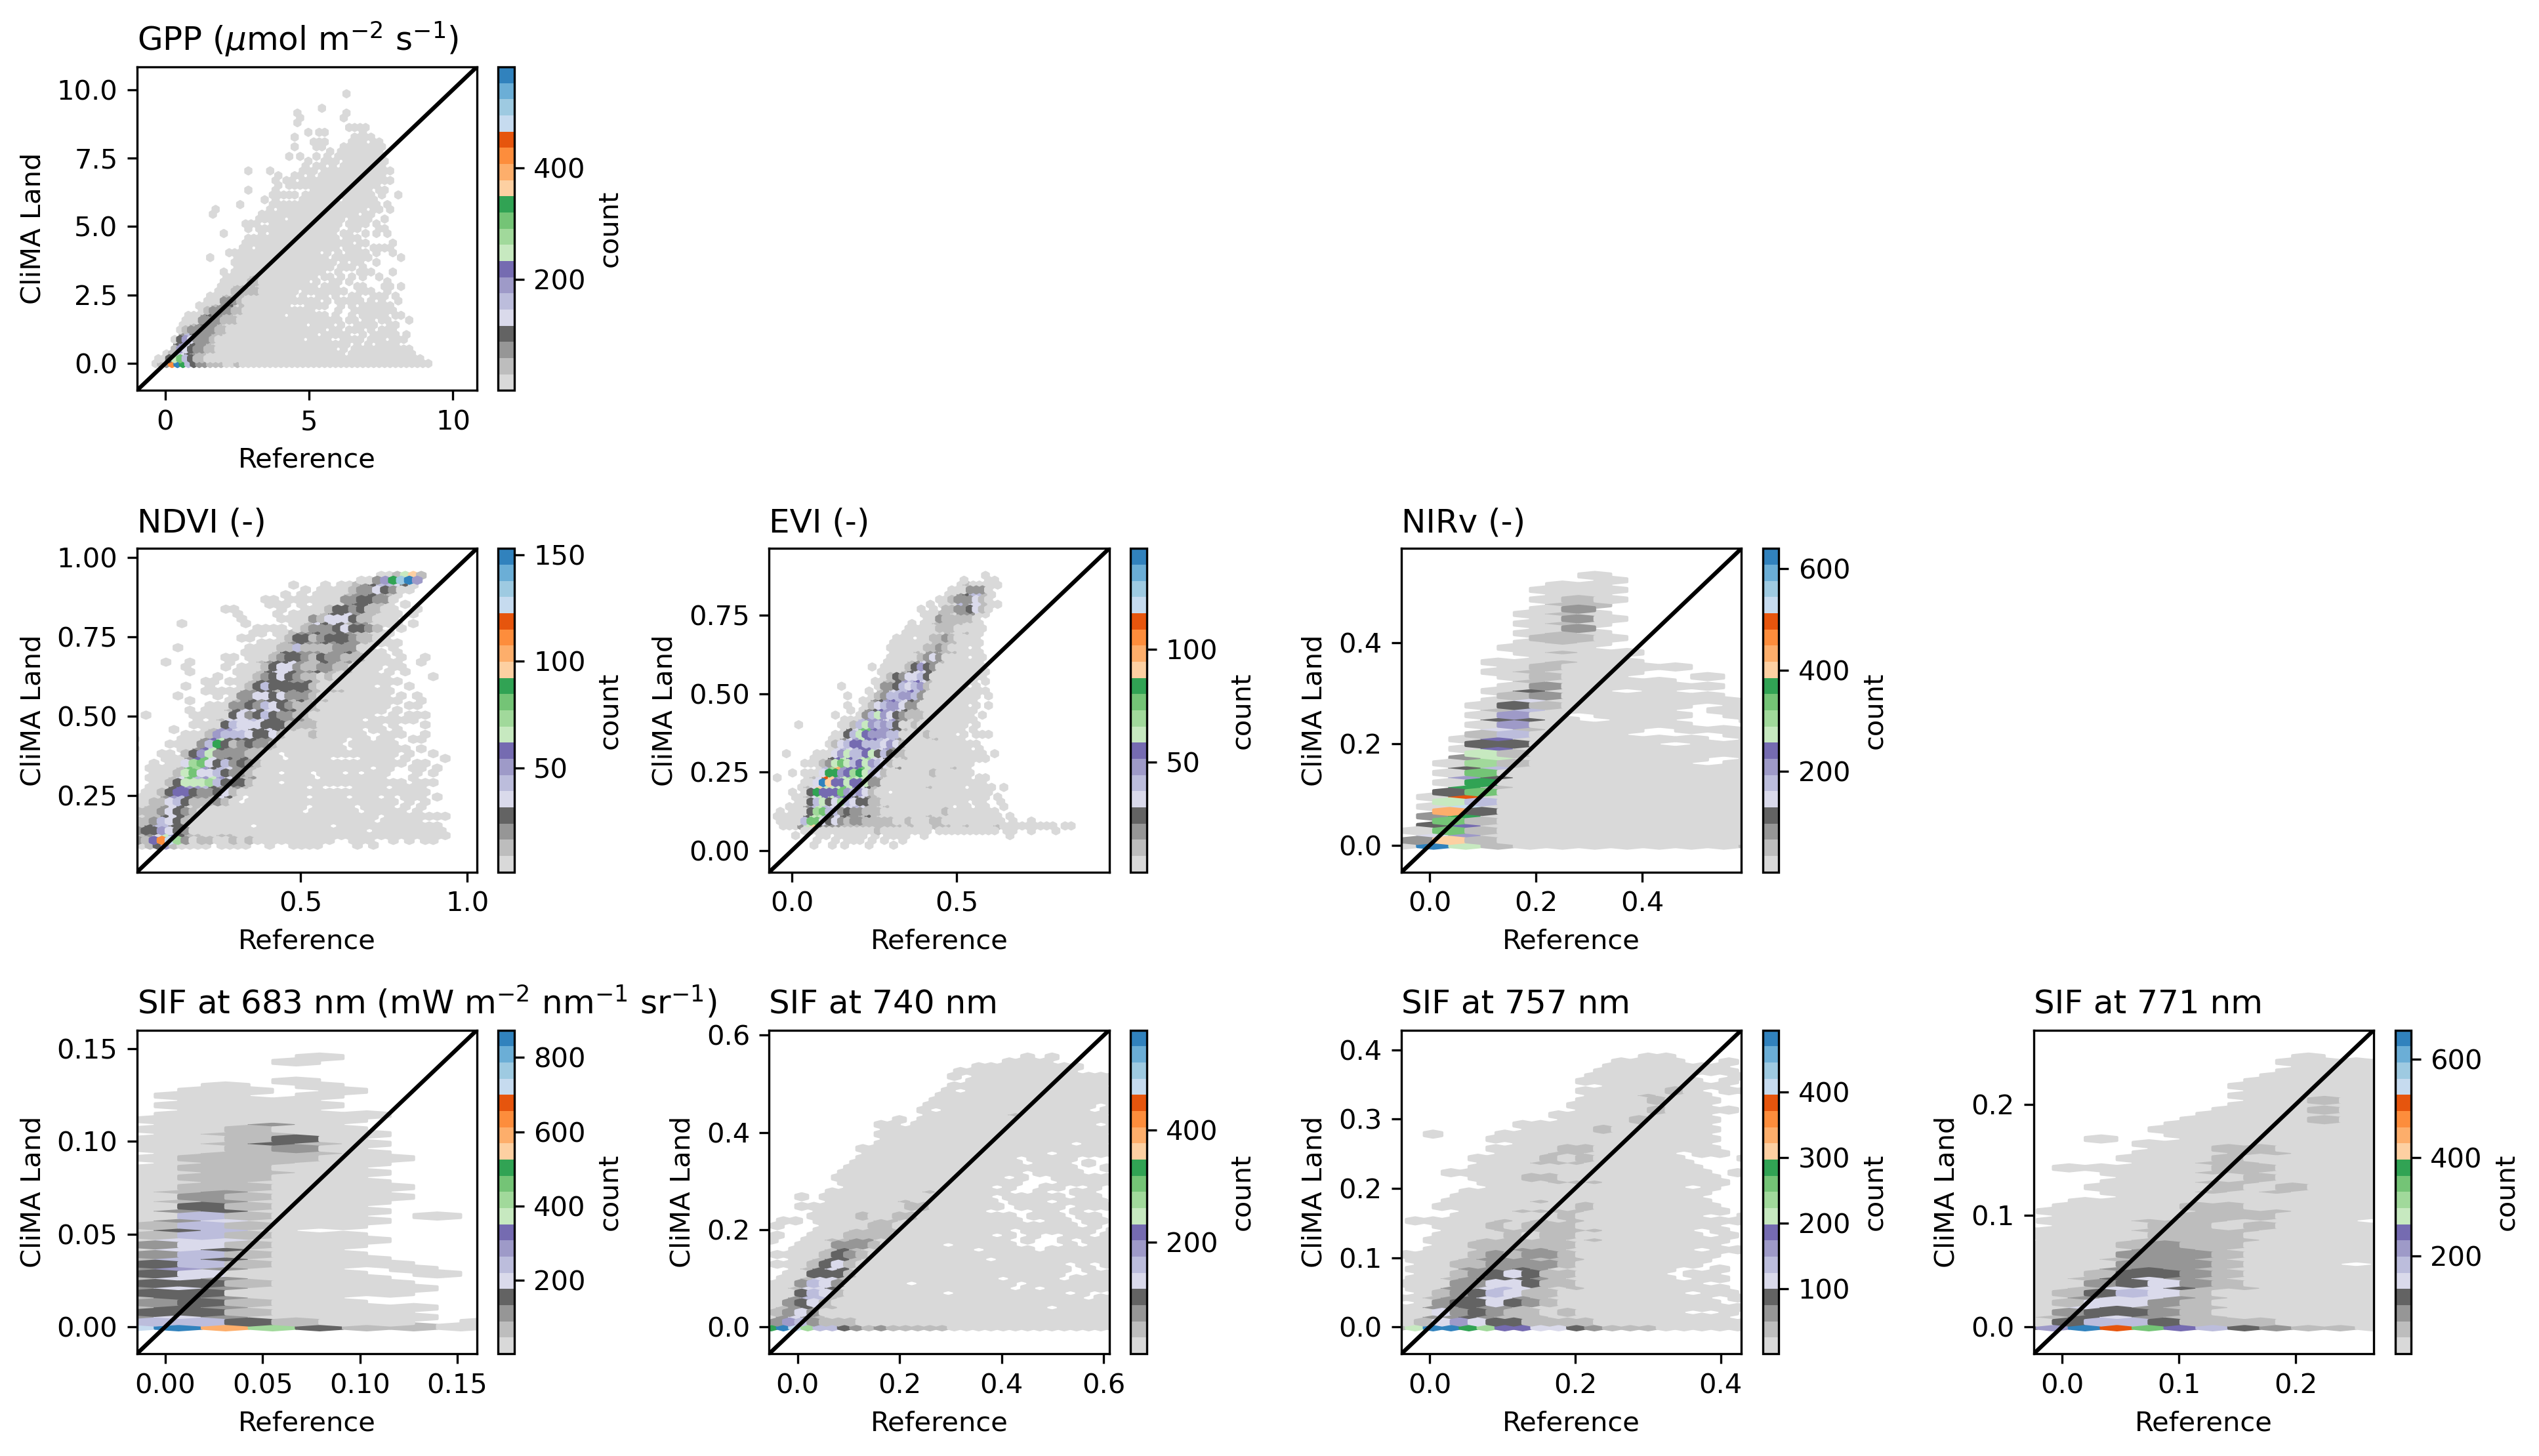 GPP (μmol m⁻² s⁻¹)
10.0
7.5
5.0
2.5
0.0
CliMA Land
0 5 10
Reference
400
200
count
NDVI (-)
1.00
0.75
0.50
0.25
CliMA Land
0.5 1.0
Reference
150
100
50
count
EVI (-)
0.75
0.50
0.25
0.00
CliMA Land
0.0 0.5
Reference
100
50
count
NIRv (-)
0.4
0.2
0.0
CliMA Land
0.0 0.2 0.4
Reference
600
400
200
count
SIF at 683 nm (mW m⁻² nm⁻¹ sr⁻¹)
0.15
0.10
0.05
0.00
CliMA Land
0.00 0.05 0.10 0.15
Reference
800
600
400
200
count
SIF at 740 nm
0.6
0.4
0.2
0.0
CliMA Land
0.0 0.2 0.4 0.6
Reference
400
200
count
SIF at 757 nm
0.4
0.3
0.2
0.1
0.0
CliMA Land
0.0 0.2 0.4
Reference
400
300
200
100
count
SIF at 771 nm
0.2
0.1
0.0
CliMA Land
0.0 0.1 0.2
Reference
600
400
200
count